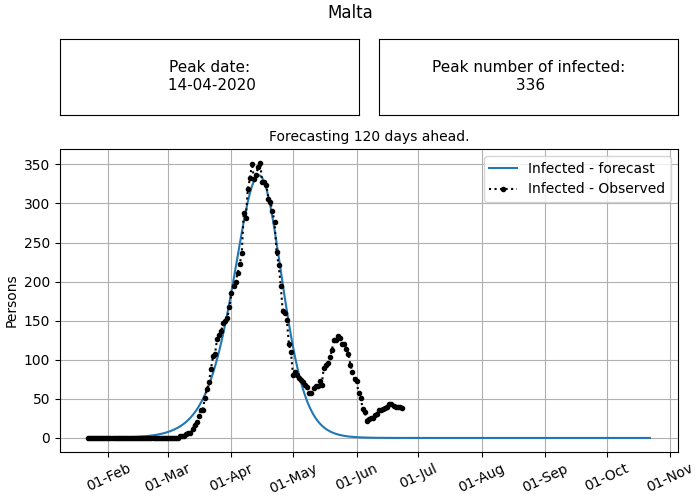 Malta
Peak date:
14-04-2020
Peak number of infected:
336
Forecasting 120 days ahead.
Infected - forecast
Infected - Observed
Persons
350
300
250
200
150
100
50
0
01-Feb
01-Mar
01-Apr
01-May
01-Jun
01-Jul
01-Aug
01-Sep
01-Oct
01-Nov